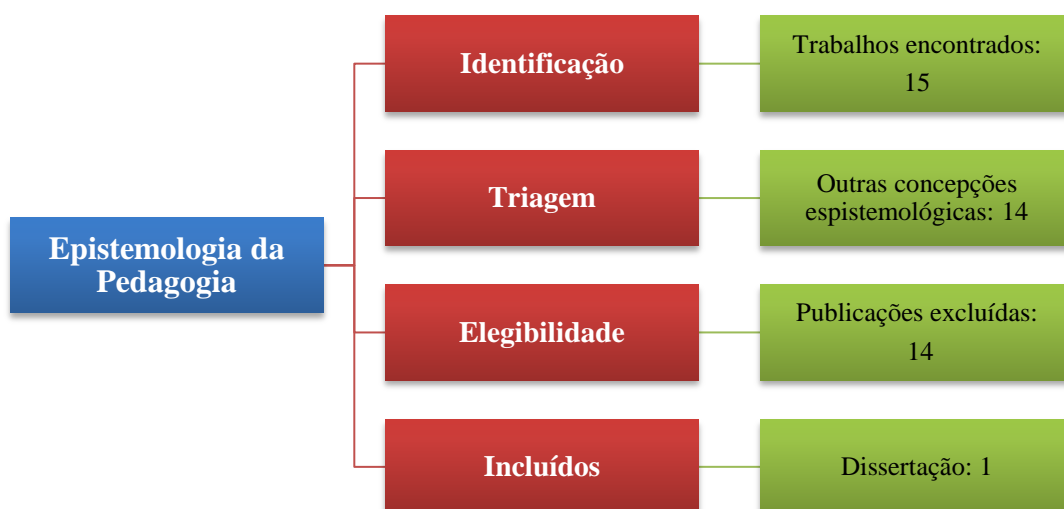 Epistemologia da
Pedagogia
Identificação
Trabalhos encontrados:
15
Triagem
Outras concepções
espistemológicas: 14
Elegibilidade
Publicações excluídas:
14
Incluídos
Dissertação: 1